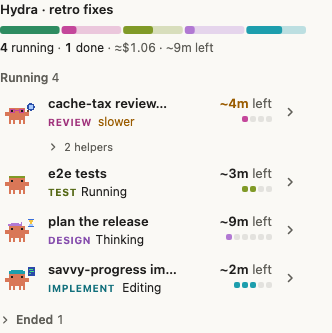 Hydra · retro fixes
4 running · 1 done · ≈$1.06 · ~9m left
Running 4
cache-tax review...
~4m left
REVIEW slower
2 helpers
e2e tests
~3m left
TEST Running
plan the release
~9m left
DESIGN Thinking
savvy-progress im...
~2m left
IMPLEMENT Editing
Ended 1